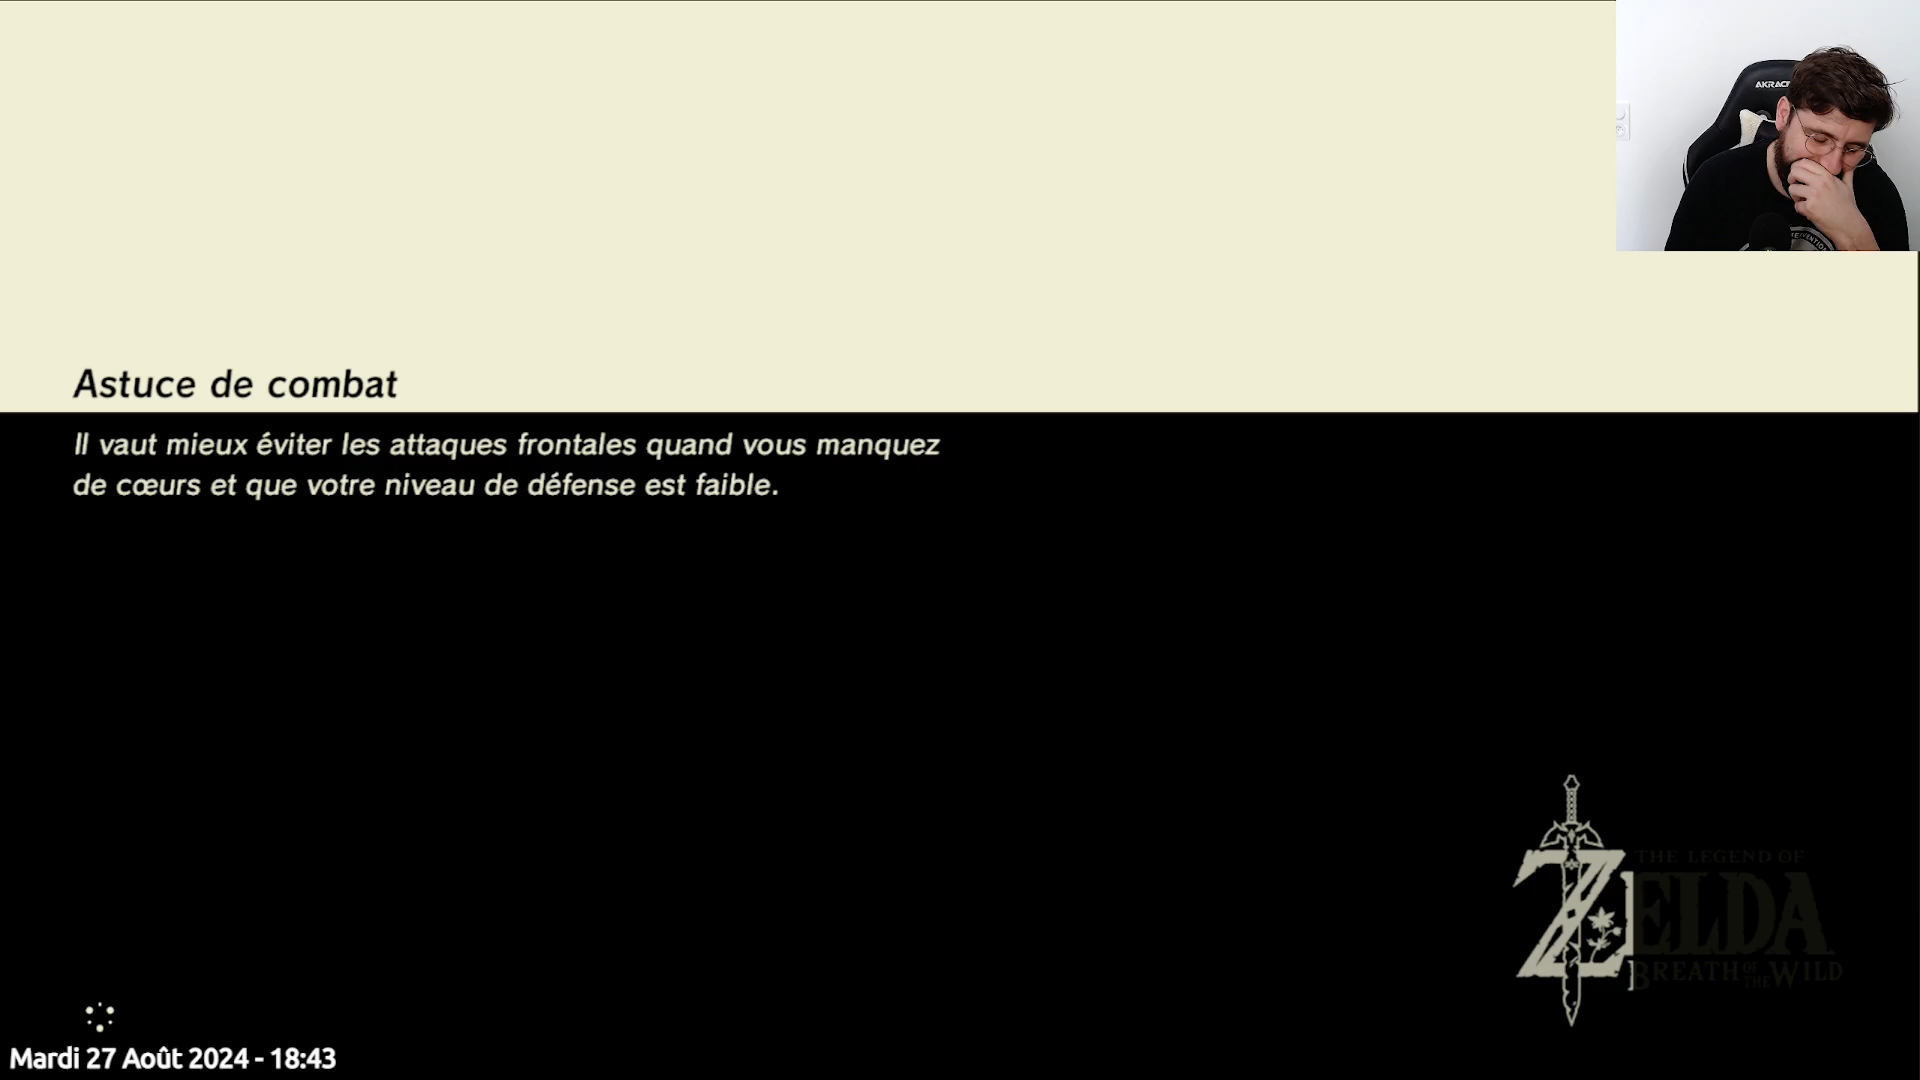 AKRACE
Astuce de combat
Il vaut mieux éviter les attaques frontales quand vous manquez
de cœurs et que votre niveau de défense est faible.
THE LEGEND OF
ZELDA
BREATH OF THE WILD
Mardi 27 Août 2024 - 18:43